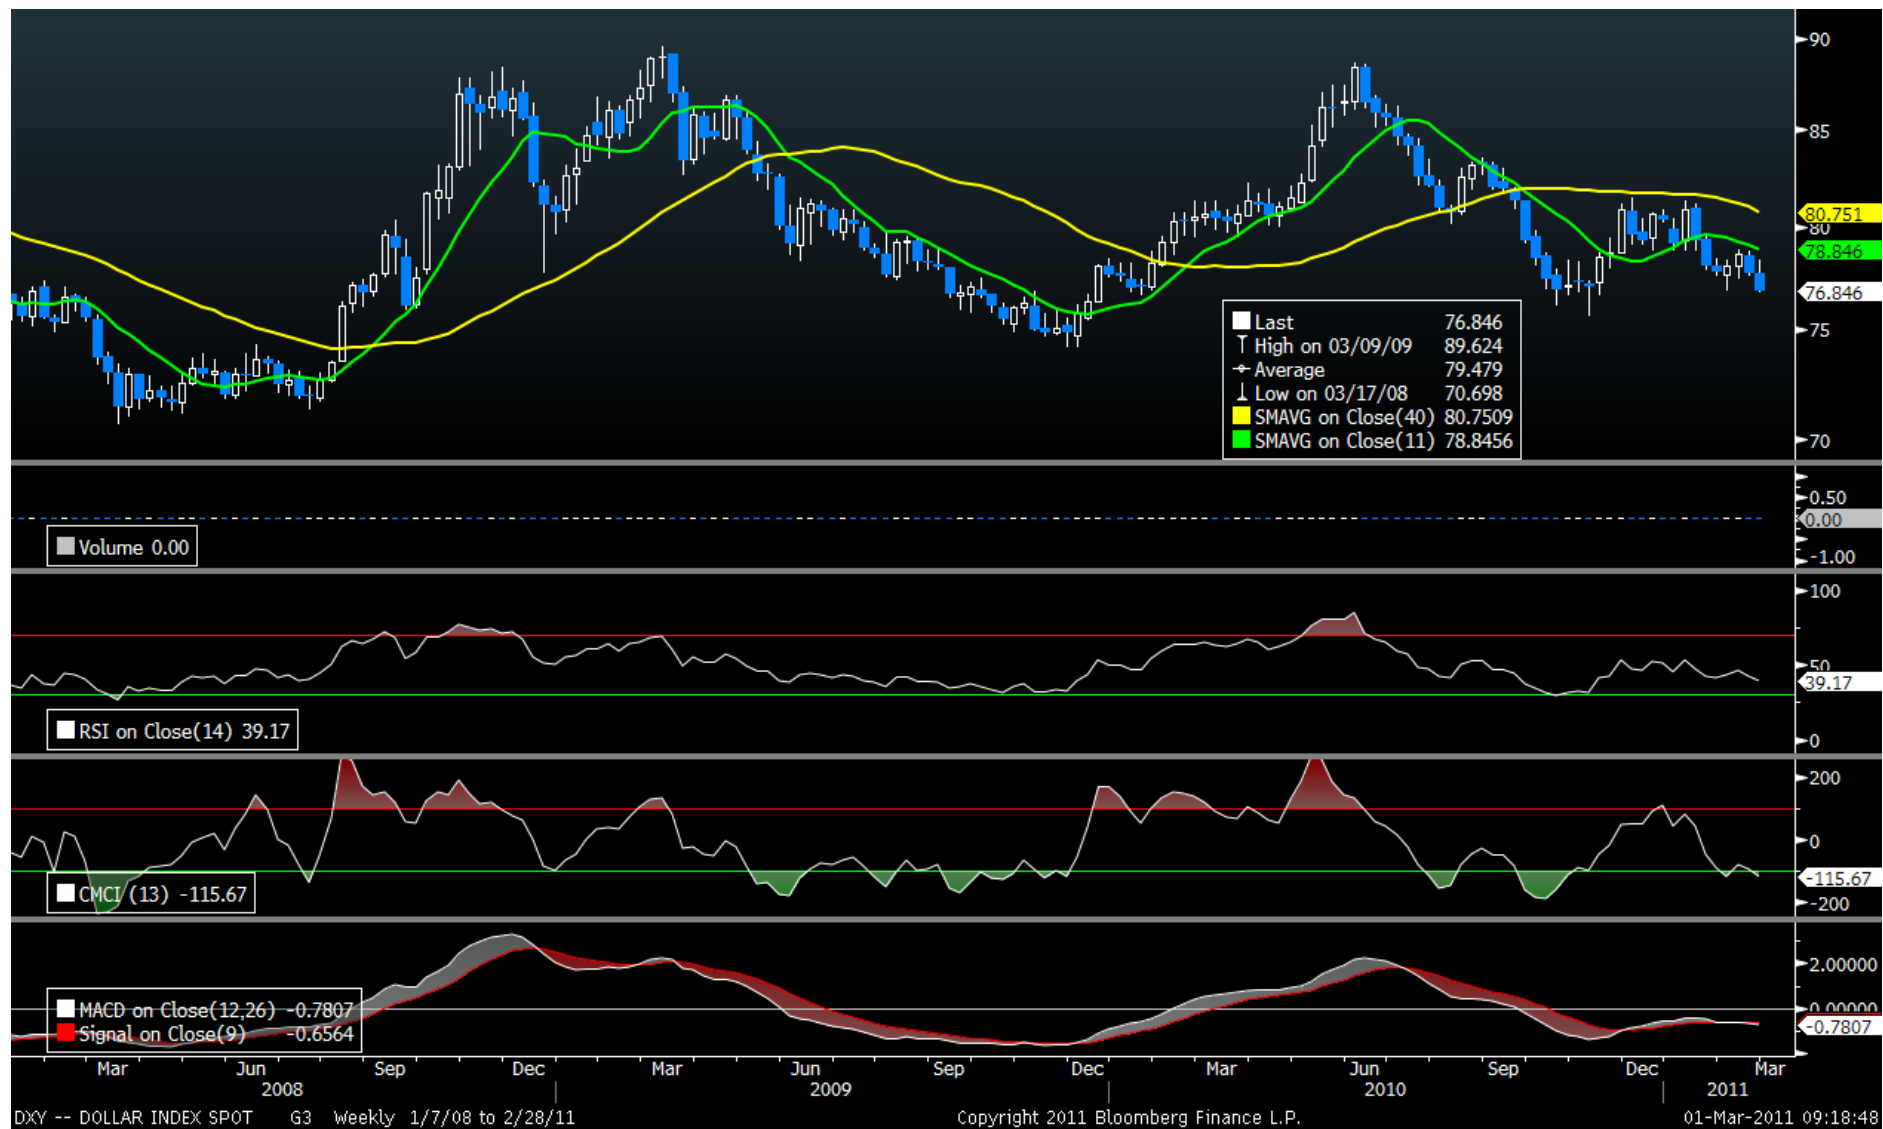 90
85
80.751
80
78.846
76.846
75
70
Last 76.846
High on 03/09/09 89.624
Average 79.479
Low on 03/17/08 70.698
SMAVG on Close(40) 80.7509
SMAVG on Close(11) 78.8456
0.50
0.00
-1.00
Volume 0.00
100
50
39.17
0
RSI on Close(14) 39.17
200
0
-115.67
-200
CMCI (13) -115.67
2.00000
0.00000
-0.7807
MACD on Close(12,26) -0.7807
Signal on Close(9) -0.6564
Mar Jun Sep Dec Mar Jun Sep Dec Mar Jun Sep Dec Mar
2008 2009 2010 2011
DXY -- DOLLAR INDEX SPOT G3 Weekly 1/7/08 to 2/28/11 Copyright 2011 Bloomberg Finance L.P. 01-Mar-2011 09:18:48